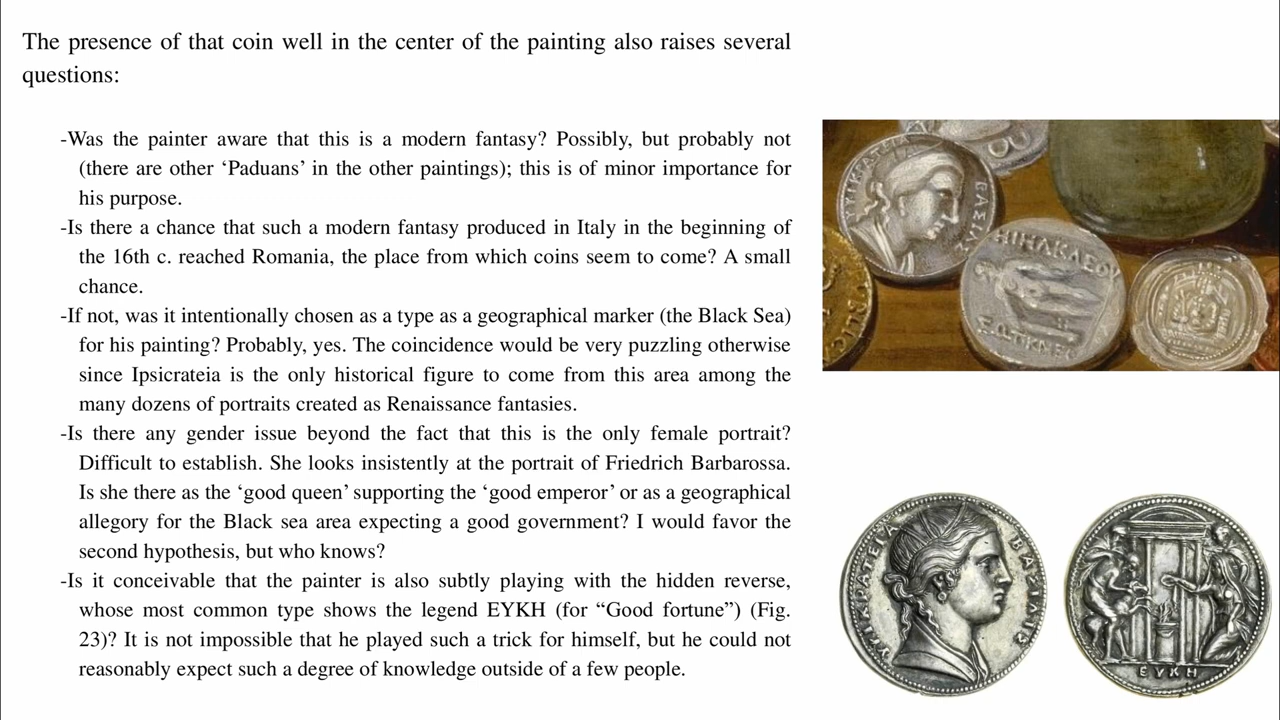 The presence of that coin well in the center of the painting also raises several
questions:
-Was the painter aware that this is a modern fantasy? Possibly, but probably not
(there are other ‘Paduans’ in the other paintings); this is of minor importance for
his purpose.
-Is there a chance that such a modern fantasy produced in Italy in the beginning of
the 16th c. reached Romania, the place from which coins seem to come? A small
chance.
-If not, was it intentionally chosen as a type as a geographical marker (the Black Sea)
for his painting? Probably, yes. The coincidence would be very puzzling otherwise
since Ipsicrateia is the only historical figure to come from this area among the
many dozens of portraits created as Renaissance fantasies.
-Is there any gender issue beyond the fact that this is the only female portrait?
Difficult to establish. She looks insistently at the portrait of Friedrich Barbarossa.
Is she there as the ‘good queen’ supporting the ‘good emperor’ or as a geographical
allegory for the Black sea area expecting a good government? I would favor the
second hypothesis, but who knows?
-Is it conceivable that the painter is also subtly playing with the hidden reverse,
whose most common type shows the legend EYKH (for “Good fortune”) (Fig.
23)? It is not impossible that he played such a trick for himself, but he could not
reasonably expect such a degree of knowledge outside of a few people.
ΥΨΙΚΡΑΤΕΙΑ ΒΑΣΙΛΙΣ
ΕΥΚΗ